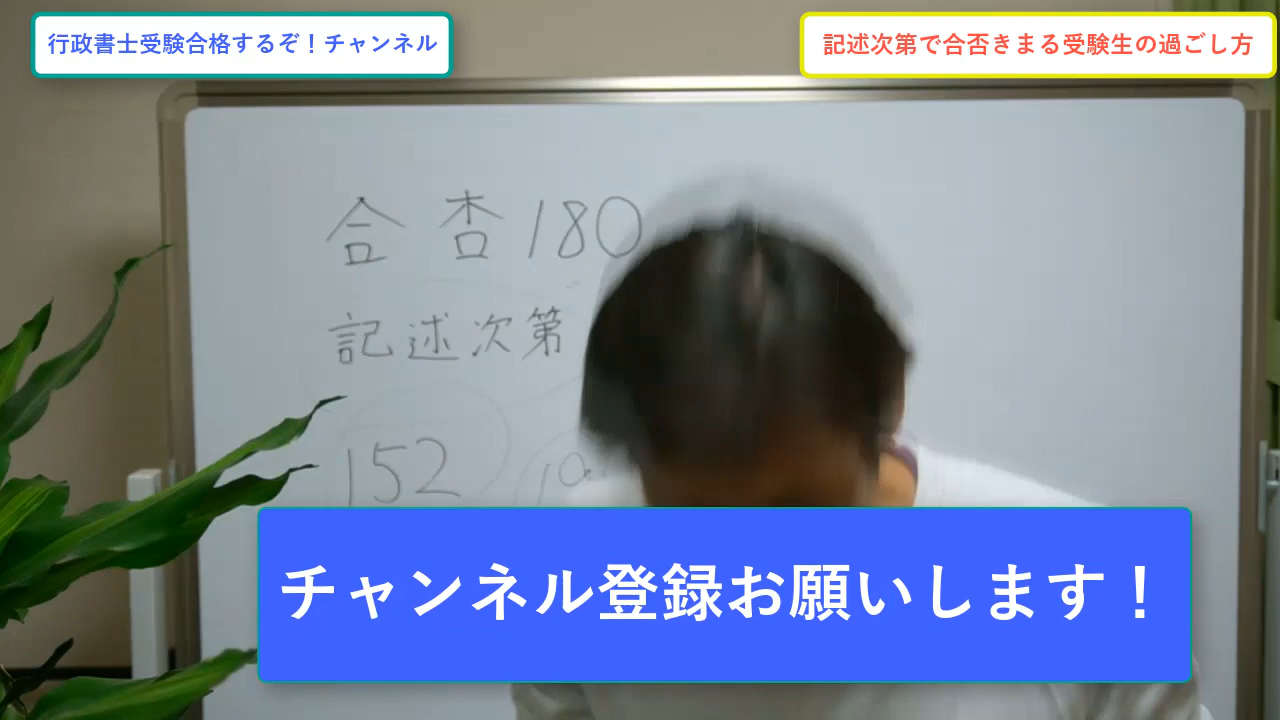 行政書士受験合格するぞ！チャンネル
記述次第で合否きまる受験生の過ごし方
合否180
記述次第
152
チャンネル登録お願いします！